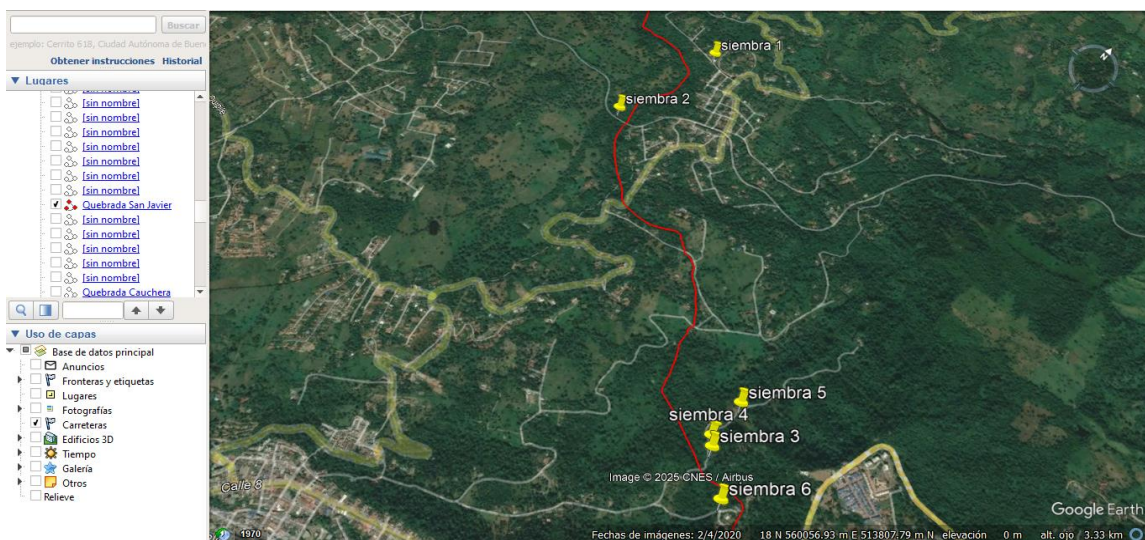 Buscar
ejemplo: Cerrito 618, Ciudad Autónoma de Buen
Obtener instrucciones Historial
Lugares
[sin nombre]
[sin nombre]
[sin nombre]
[sin nombre]
[sin nombre]
[sin nombre]
[sin nombre]
Quebrada San Javier
[sin nombre]
[sin nombre]
[sin nombre]
[sin nombre]
[sin nombre]
Quebrada Cauchera
Uso de capas
Base de datos principal
Anuncios
Fronteras y etiquetas
Lugares
Fotografías
Carreteras
Edificios 3D
Tiempo
Galería
Otros
Relieve
siembra 1
siembra 2
siembra 5
siembra 4
siembra 3
siembra 6
Calle 8
N
Image © 2025 CNES / Airbus
Google Earth
1970
Fechas de imágenes: 2/4/2020 18 N 560056.93 m E 513807.79 m N elevación 0 m alt. ojo 3.33 km